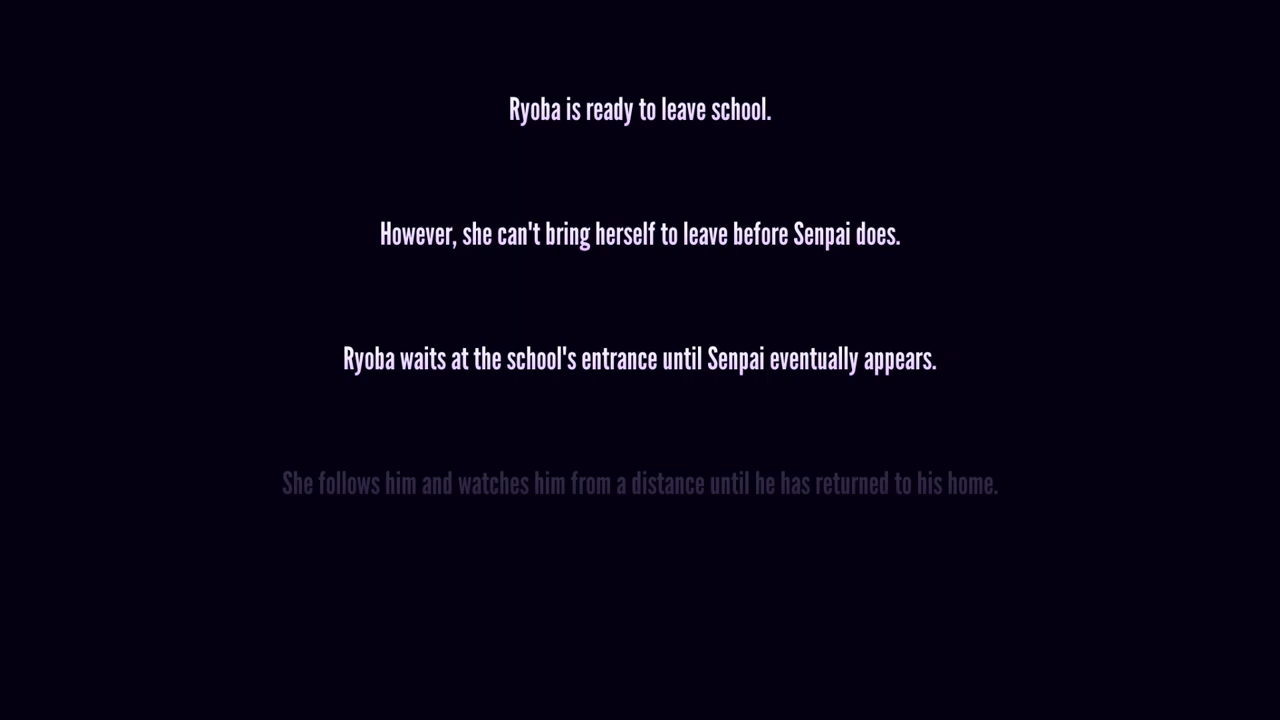 Ryoba is ready to leave school.
However, she can't bring herself to leave before Senpai does.
Ryoba waits at the school's entrance until Senpai eventually appears.
She follows him and watches him from a distance until he has returned to his home.